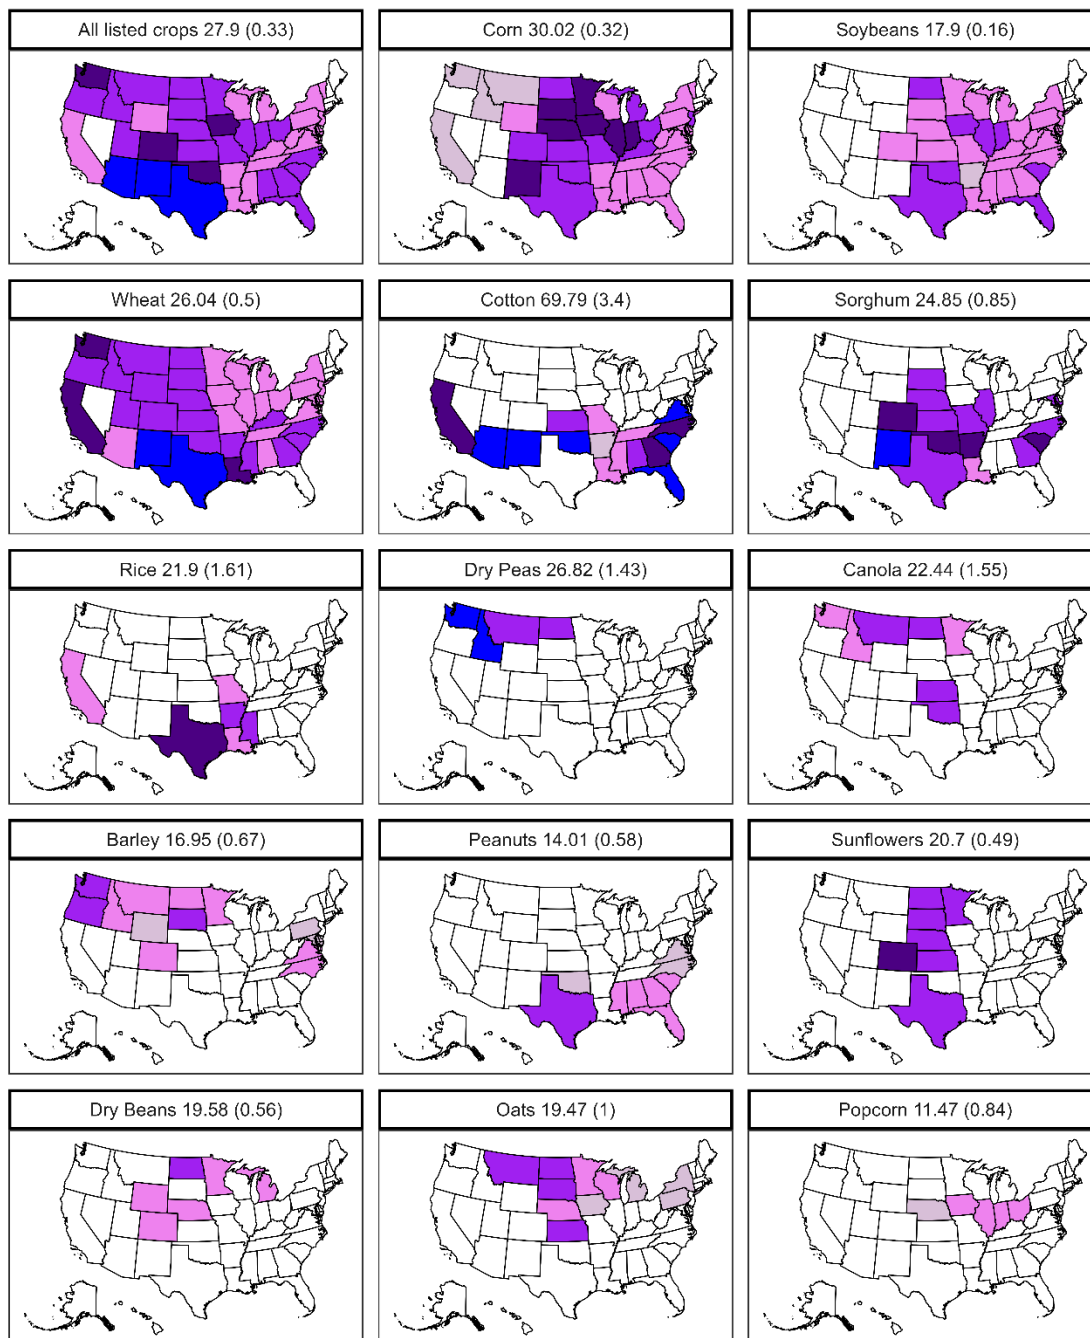 All listed crops 27.9 (0.33)
Corn 30.02 (0.32)
Soybeans 17.9 (0.16)
Wheat 26.04 (0.5)
Cotton 69.79 (3.4)
Sorghum 24.85 (0.85)
Rice 21.9 (1.61)
Dry Peas 26.82 (1.43)
Canola 22.44 (1.55)
Barley 16.95 (0.67)
Peanuts 14.01 (0.58)
Sunflowers 20.7 (0.49)
Dry Beans 19.58 (0.56)
Oats 19.47 (1)
Popcorn 11.47 (0.84)